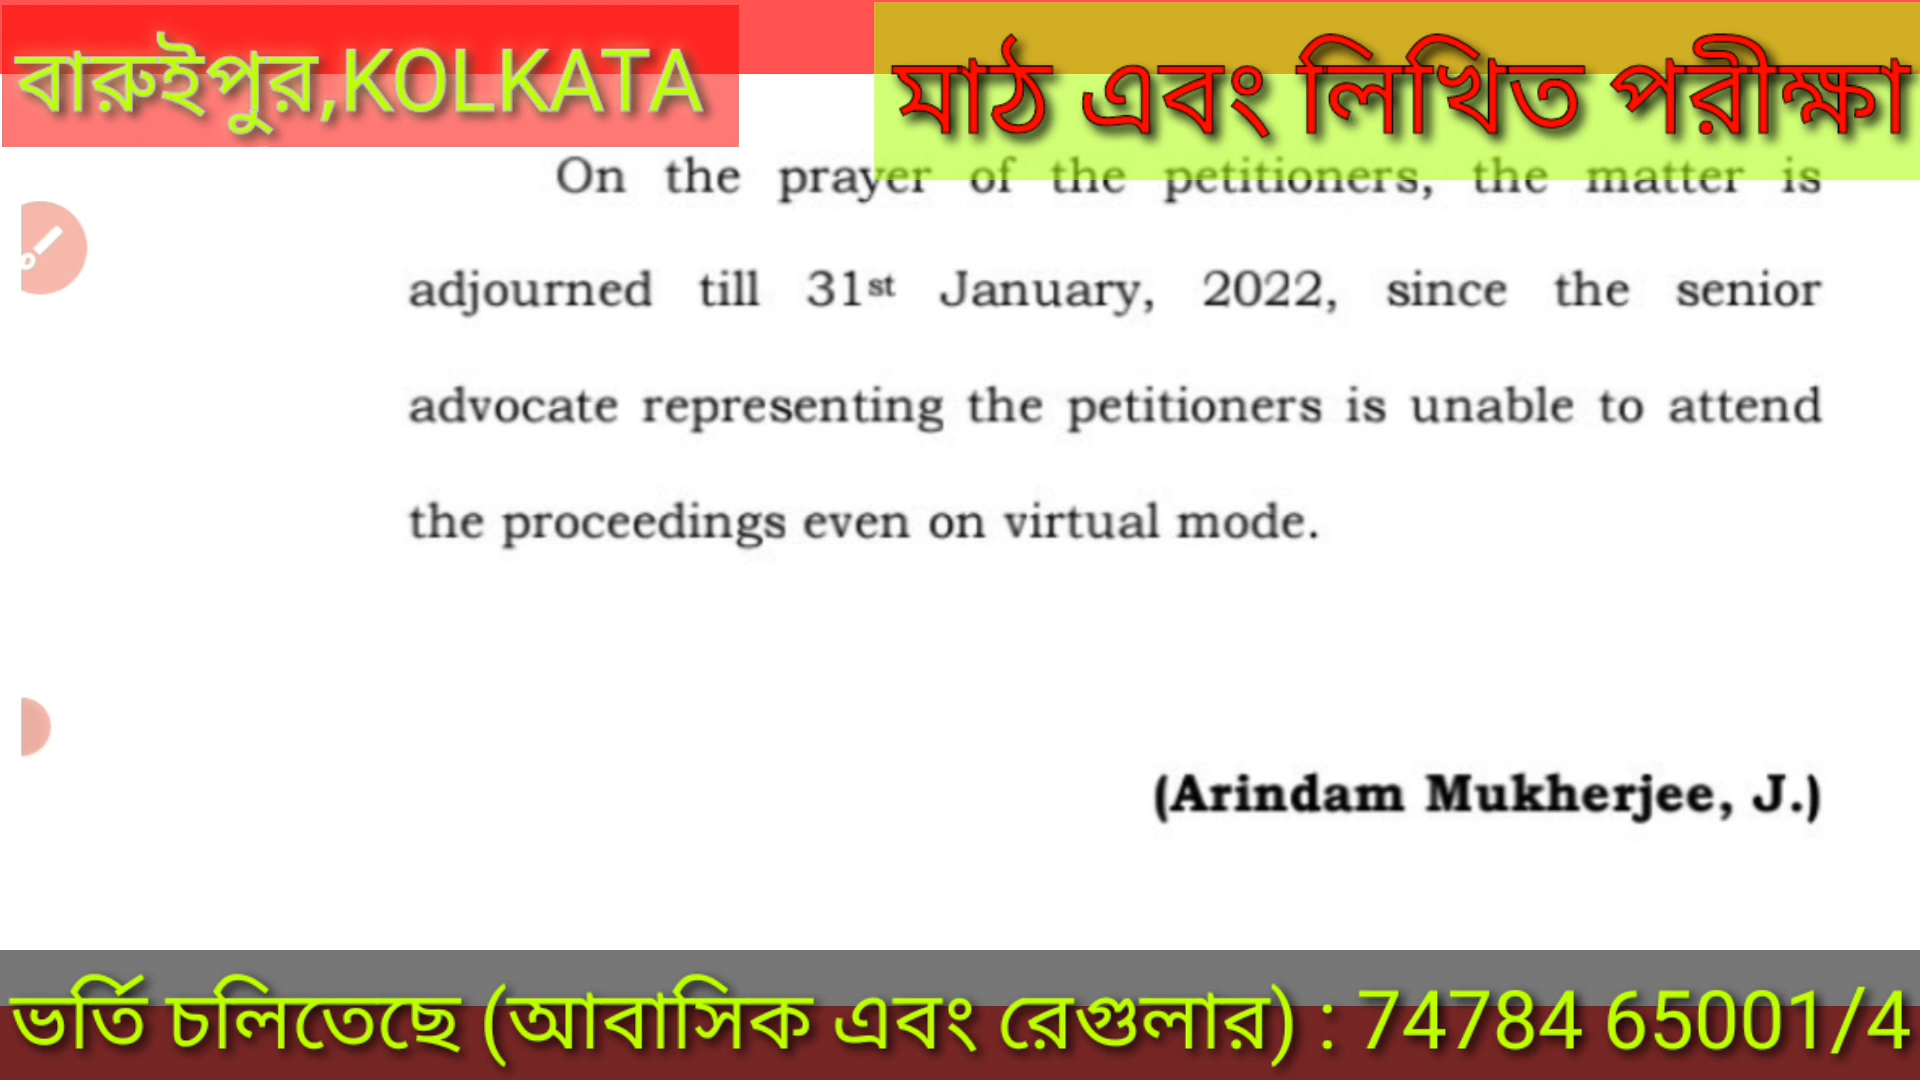 বারুইপুর,KOLKATA
মাঠ এবং লিখিত পরীক্ষা
On the prayer of the petitioners, the matter is
adjourned till 31st January, 2022, since the senior
advocate representing the petitioners is unable to attend
the proceedings even on virtual mode.
(Arindam Mukherjee, J.)
ভর্তি চলিতেছে (আবাসিক এবং রেগুলার) : 74784 65001/4